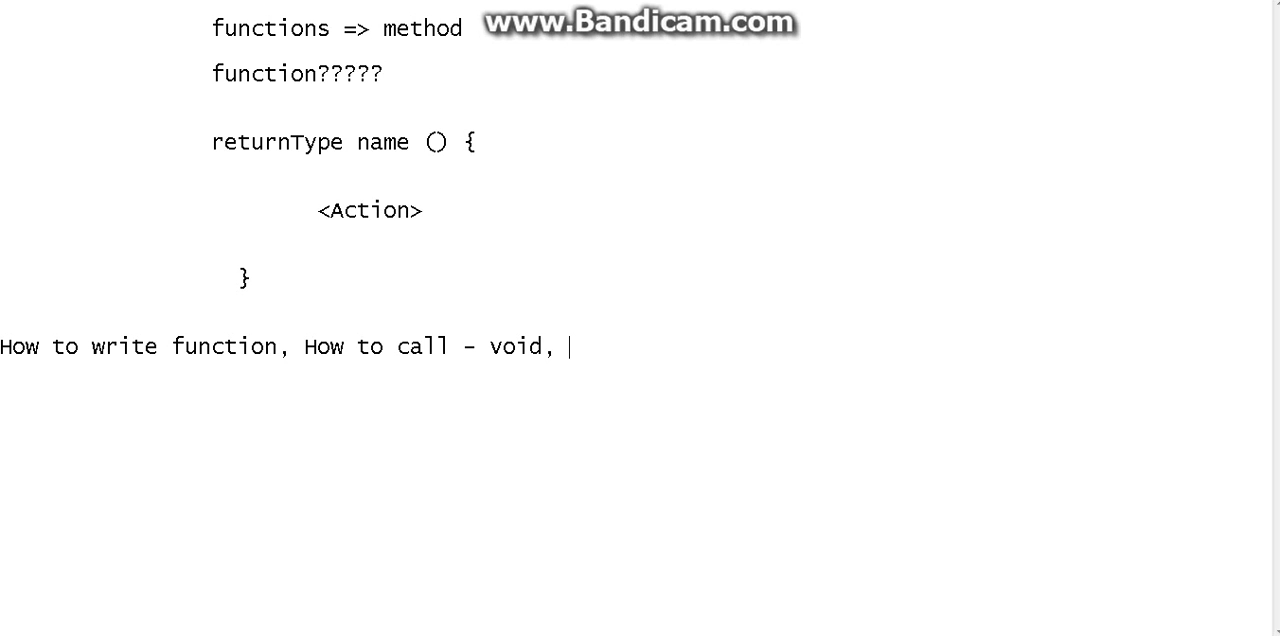 functions => method www.Bandicam.com
function?????
returnType name () {
<Action>
}
How to write function, How to call - void,